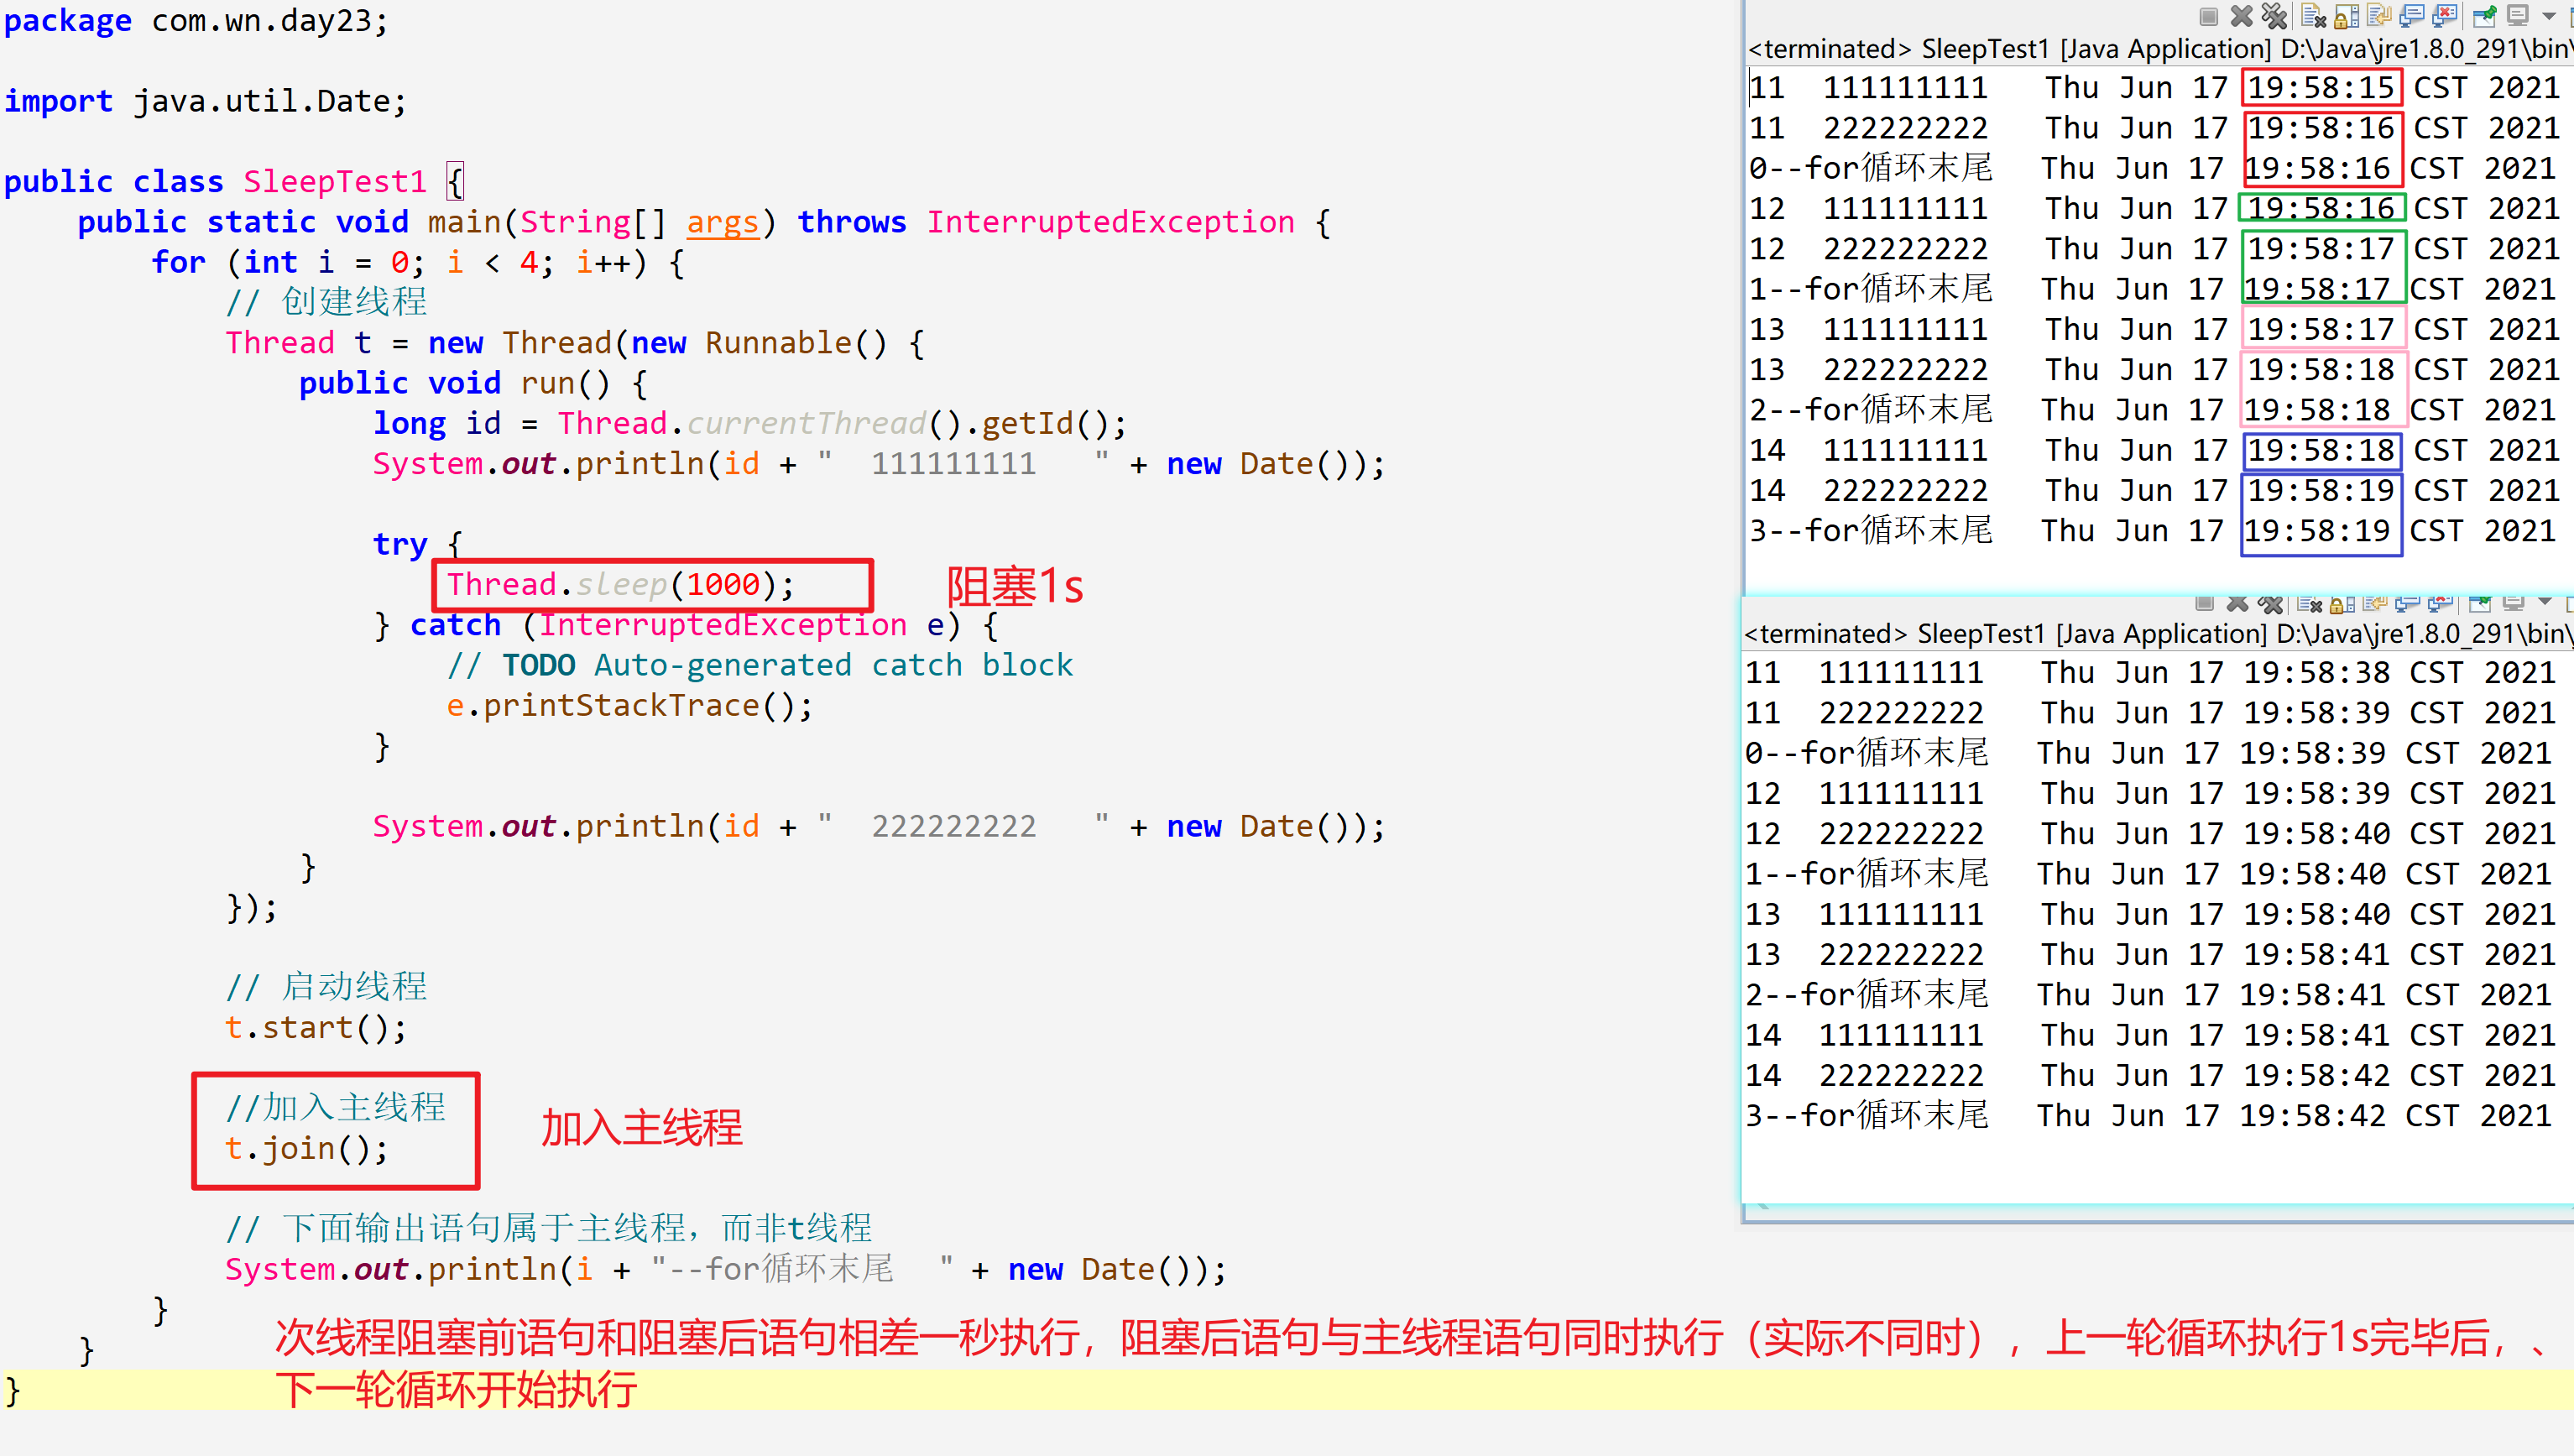 package com.wn.day23;
import java.util.Date;
public class SleepTest1 {
public static void main(String[] args) throws InterruptedException {
for (int i = 0; i < 4; i++) {
// 创建线程
Thread t = new Thread(new Runnable() {
public void run() {
long id = Thread.currentThread().getId();
System.out.println(id + "  111111111   " + new Date());
try {
Thread.sleep(1000);
阻塞1s
} catch (InterruptedException e) {
// TODO Auto-generated catch block
e.printStackTrace();
}
System.out.println(id + "  222222222   " + new Date());
}
});
// 启动线程
t.start();
//加入主线程
t.join();
加入主线程
// 下面输出语句属于主线程，而非t线程
System.out.println(i + "--for循环末尾   " + new Date());
}
}
}
次线程阻塞前语句和阻塞后语句相差一秒执行，阻塞后语句与主线程语句同时执行（实际不同时），上一轮循环执行1s完毕后，、
下一轮循环开始执行
<terminated> SleepTest1 [Java Application] D:\Java\jre1.8.0_291\bin\
11  111111111   Thu Jun 17 19:58:15 CST 2021
11  222222222   Thu Jun 17 19:58:16 CST 2021
0--for循环末尾   Thu Jun 17 19:58:16 CST 2021
12  111111111   Thu Jun 17 19:58:16 CST 2021
12  222222222   Thu Jun 17 19:58:17 CST 2021
1--for循环末尾   Thu Jun 17 19:58:17 CST 2021
13  111111111   Thu Jun 17 19:58:17 CST 2021
13  222222222   Thu Jun 17 19:58:18 CST 2021
2--for循环末尾   Thu Jun 17 19:58:18 CST 2021
14  111111111   Thu Jun 17 19:58:18 CST 2021
14  222222222   Thu Jun 17 19:58:19 CST 2021
3--for循环末尾   Thu Jun 17 19:58:19 CST 2021
<terminated> SleepTest1 [Java Application] D:\Java\jre1.8.0_291\bin\
11  111111111   Thu Jun 17 19:58:38 CST 2021
11  222222222   Thu Jun 17 19:58:39 CST 2021
0--for循环末尾   Thu Jun 17 19:58:39 CST 2021
12  111111111   Thu Jun 17 19:58:39 CST 2021
12  222222222   Thu Jun 17 19:58:40 CST 2021
1--for循环末尾   Thu Jun 17 19:58:40 CST 2021
13  111111111   Thu Jun 17 19:58:40 CST 2021
13  222222222   Thu Jun 17 19:58:41 CST 2021
2--for循环末尾   Thu Jun 17 19:58:41 CST 2021
14  111111111   Thu Jun 17 19:58:41 CST 2021
14  222222222   Thu Jun 17 19:58:42 CST 2021
3--for循环末尾   Thu Jun 17 19:58:42 CST 2021